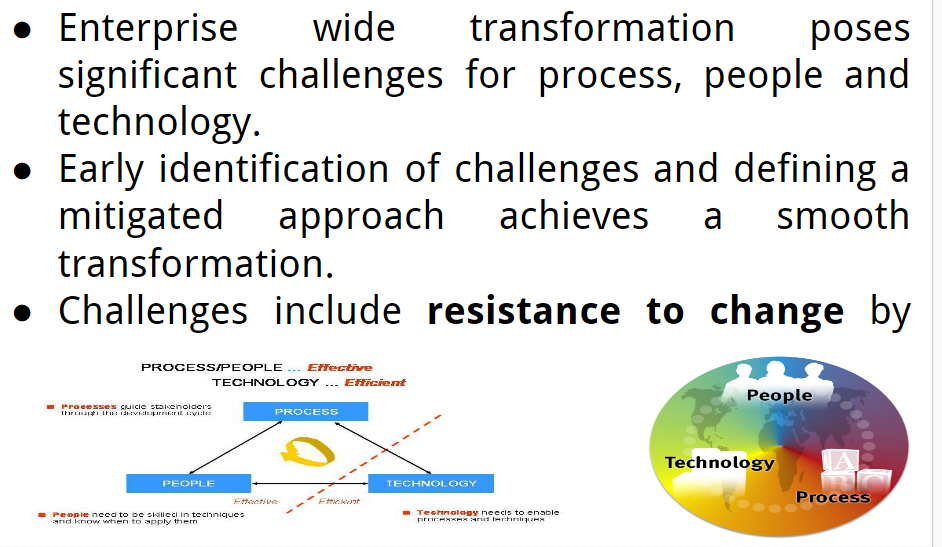 ● Enterprise wide transformation poses
significant challenges for process, people and
technology.
● Early identification of challenges and defining a
mitigated approach achieves a smooth
transformation.
● Challenges include resistance to change by
PROCESS/PEOPLE ... Effective
TECHNOLOGY ... Efficient
Processes guide stakeholders
through the development cycle
PROCESS
PEOPLE
TECHNOLOGY
Effective
Efficient
People need to be skilled in techniques
and know when to apply them
Technology needs to enable
processes and techniques
People
Technology
A
B C
Process